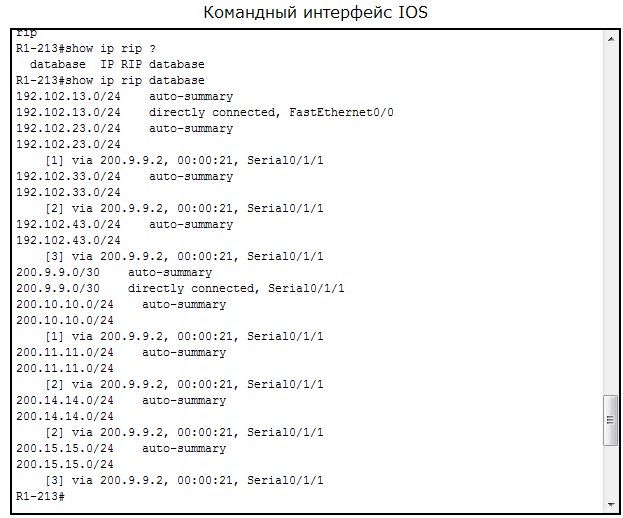 Командный интерфейс IOS
rip
R1-213#show ip rip ?
  database  IP RIP database
R1-213#show ip rip database
192.102.13.0/24    auto-summary
192.102.13.0/24    directly connected, FastEthernet0/0
192.102.23.0/24    auto-summary
192.102.23.0/24
    [1] via 200.9.9.2, 00:00:21, Serial0/1/1
192.102.33.0/24    auto-summary
192.102.33.0/24
    [2] via 200.9.9.2, 00:00:21, Serial0/1/1
192.102.43.0/24    auto-summary
192.102.43.0/24
    [3] via 200.9.9.2, 00:00:21, Serial0/1/1
200.9.9.0/30    auto-summary
200.9.9.0/30    directly connected, Serial0/1/1
200.10.10.0/24    auto-summary
200.10.10.0/24
    [1] via 200.9.9.2, 00:00:21, Serial0/1/1
200.11.11.0/24    auto-summary
200.11.11.0/24
    [2] via 200.9.9.2, 00:00:21, Serial0/1/1
200.14.14.0/24    auto-summary
200.14.14.0/24
    [2] via 200.9.9.2, 00:00:21, Serial0/1/1
200.15.15.0/24    auto-summary
200.15.15.0/24
    [3] via 200.9.9.2, 00:00:21, Serial0/1/1
R1-213#